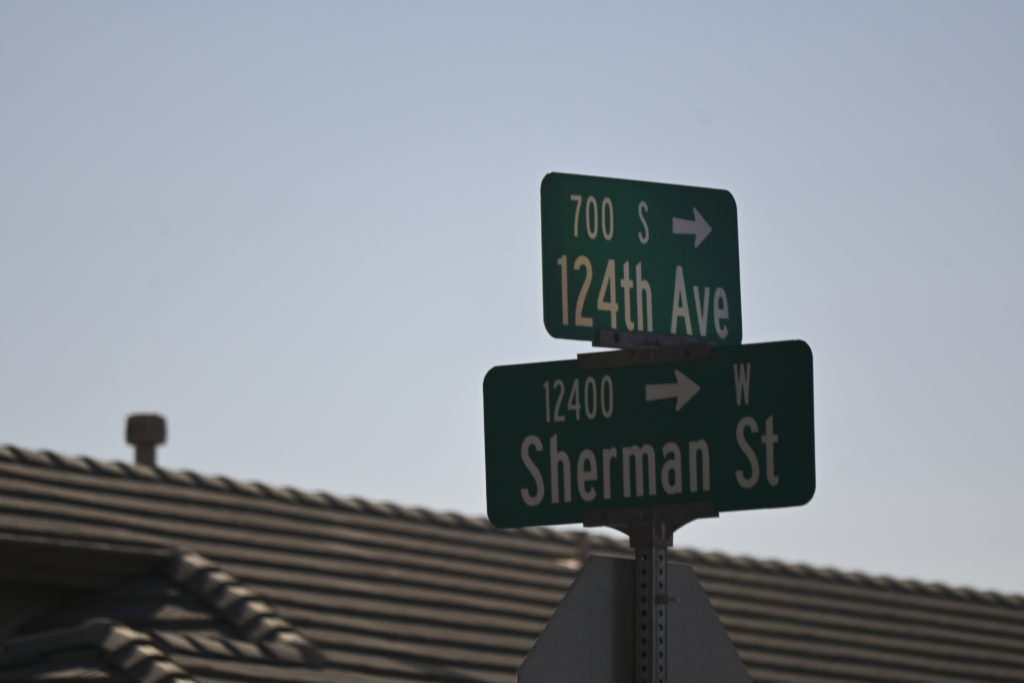 700 S →
124th Ave
12400 → W
Sherman St